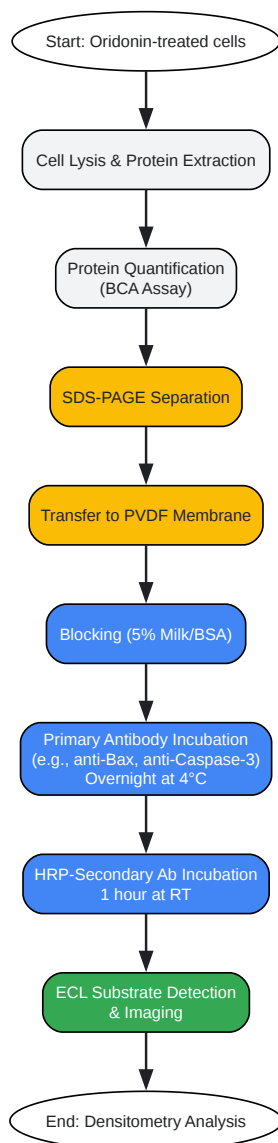 Start: Oridonin-treated cells
Cell Lysis & Protein Extraction
Protein Quantification
(BCA Assay)
SDS-PAGE Separation
Transfer to PVDF Membrane
Blocking (5% Milk/BSA)
Primary Antibody Incubation
(e.g., anti-Bax, anti-Caspase-3)
Overnight at 4°C
HRP-Secondary Ab Incubation
1 hour at RT
ECL Substrate Detection
& Imaging
End: Densitometry Analysis